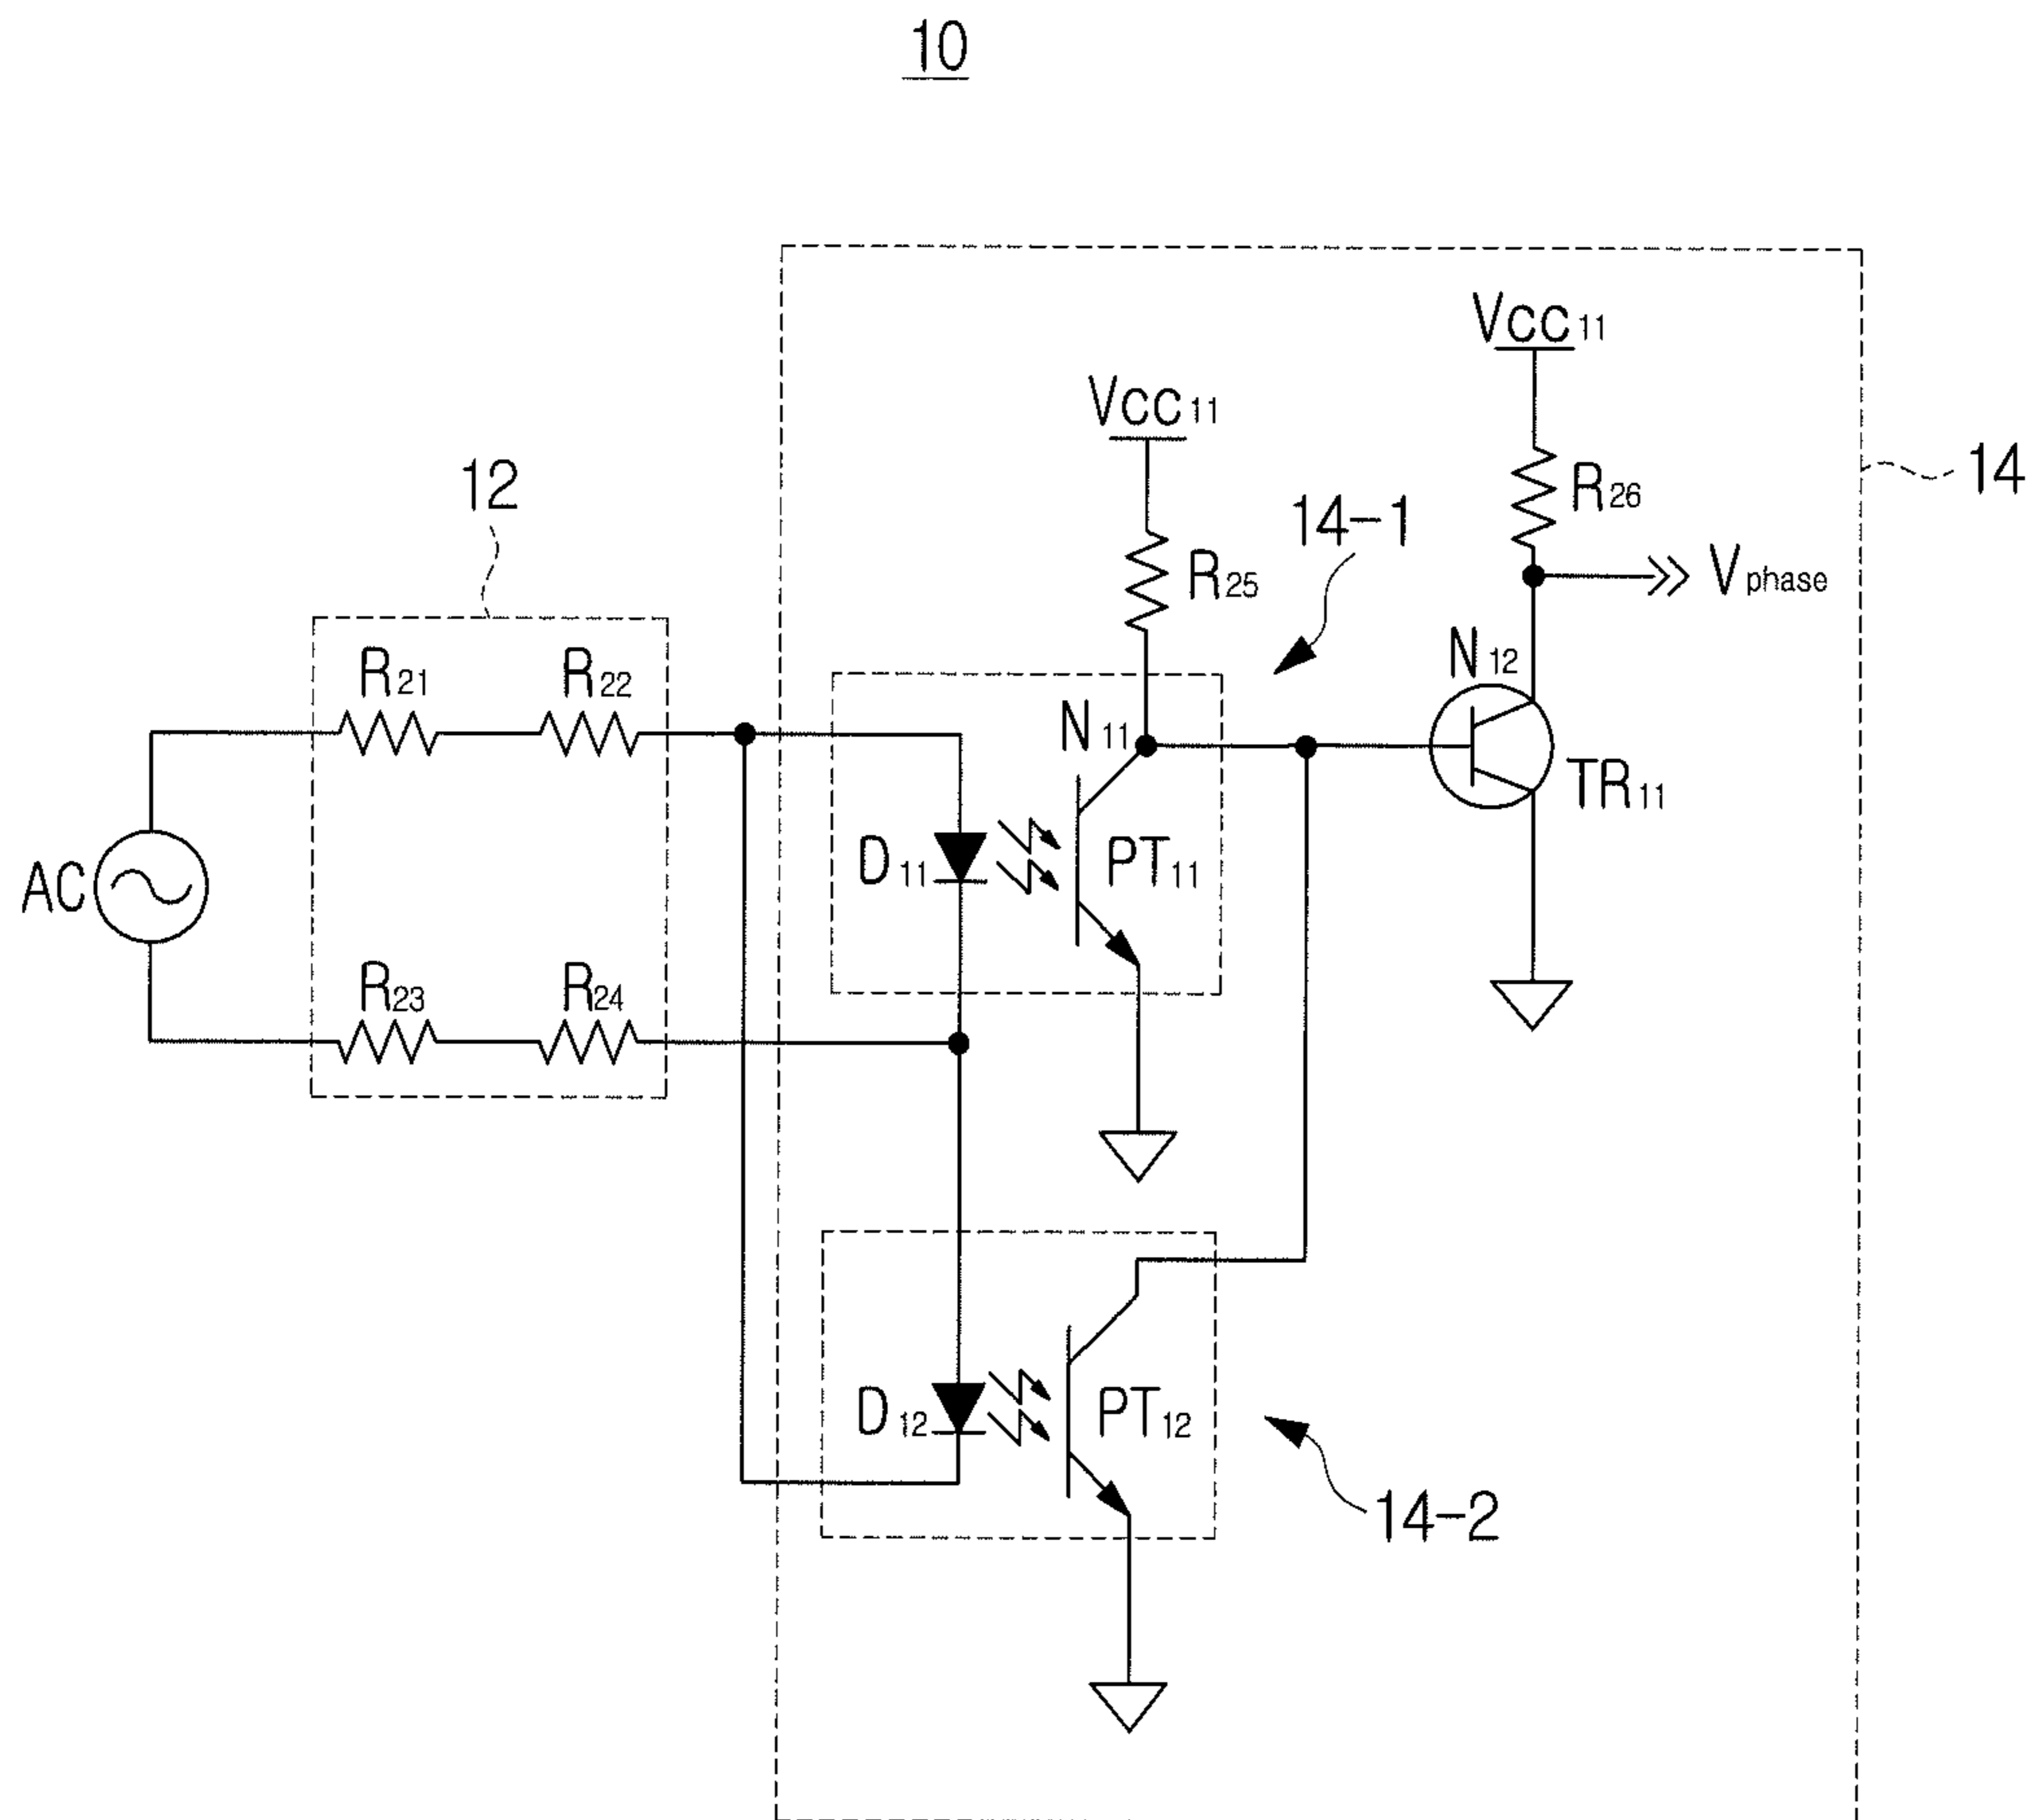 10
Vcc11
Vcc11
12
14-1
R25
R26
14
Vphase
R21
R22
N11
N12
TR11
AC
D11
PT11
R23
R24
D12
PT12
14-2